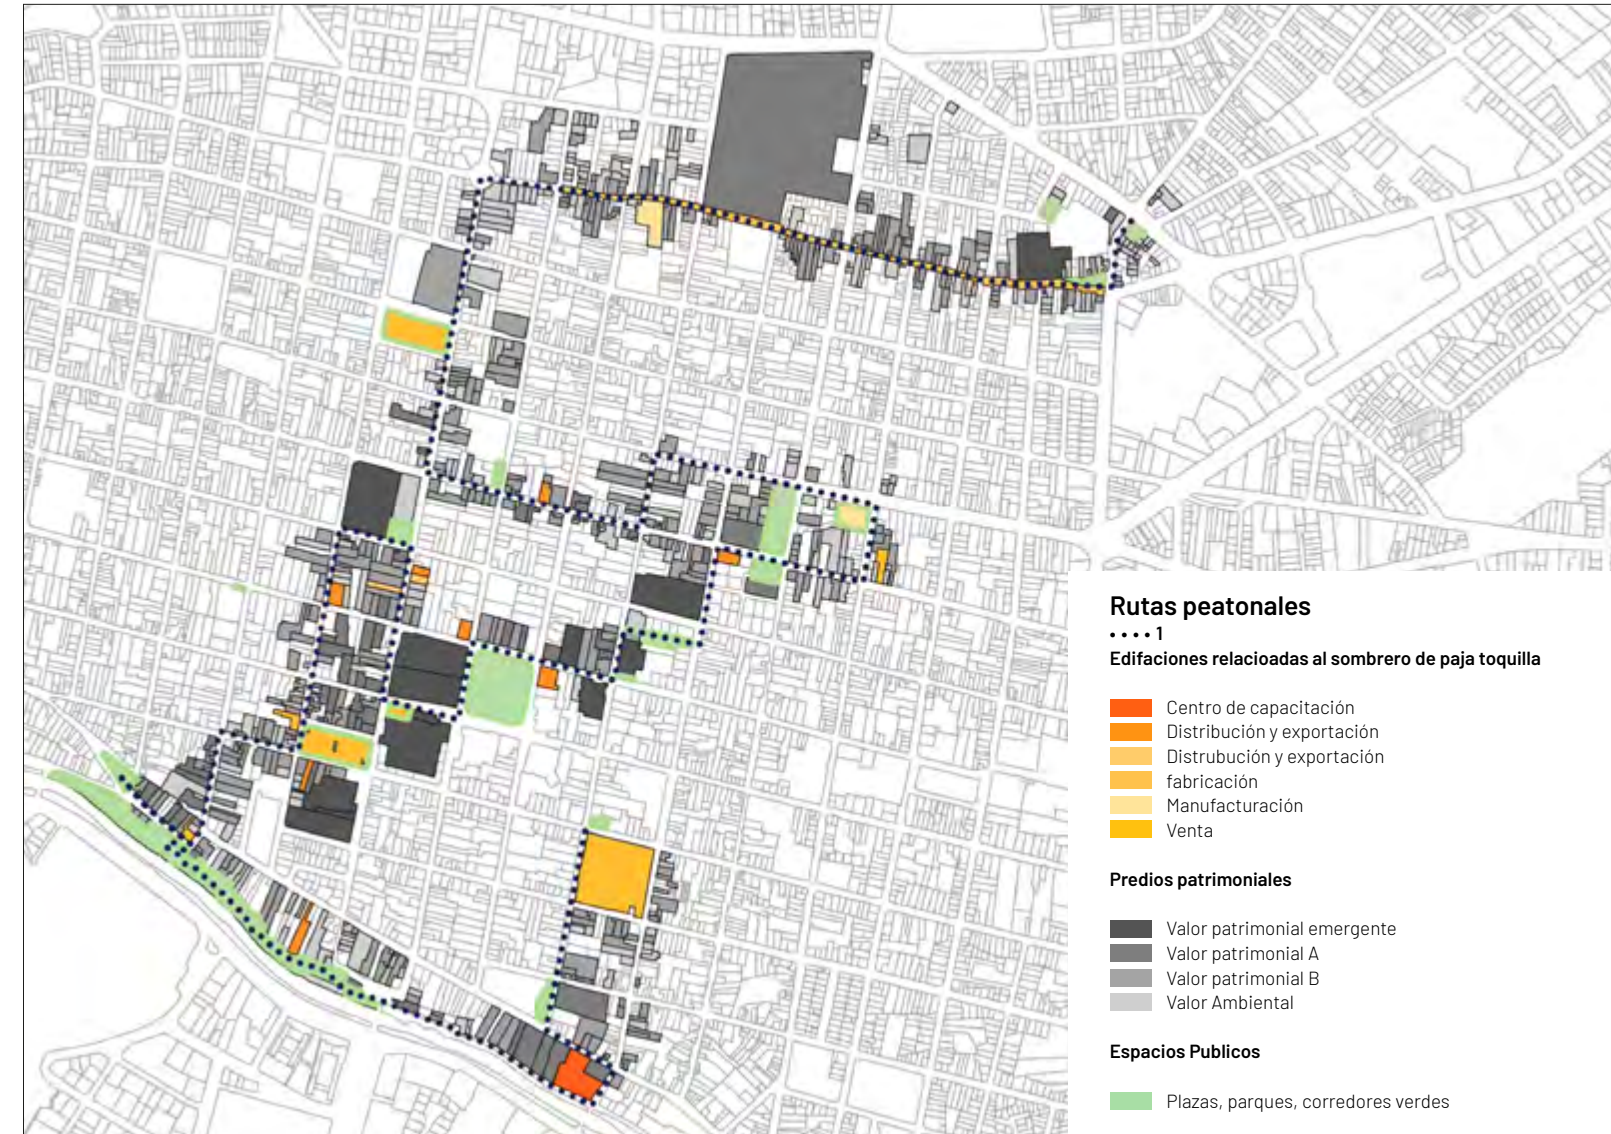 Rutas peatonales
• • • • 1
Edifaciones relacioadas al sombrero de paja toquilla
Centro de capacitación
Distribución y exportación
Distrubución y exportación
fabricación
Manufacturación
Venta
Predios patrimoniales
Valor patrimonial emergente
Valor patrimonial A
Valor patrimonial B
Valor Ambiental
Espacios Publicos
Plazas, parques, corredores verdes